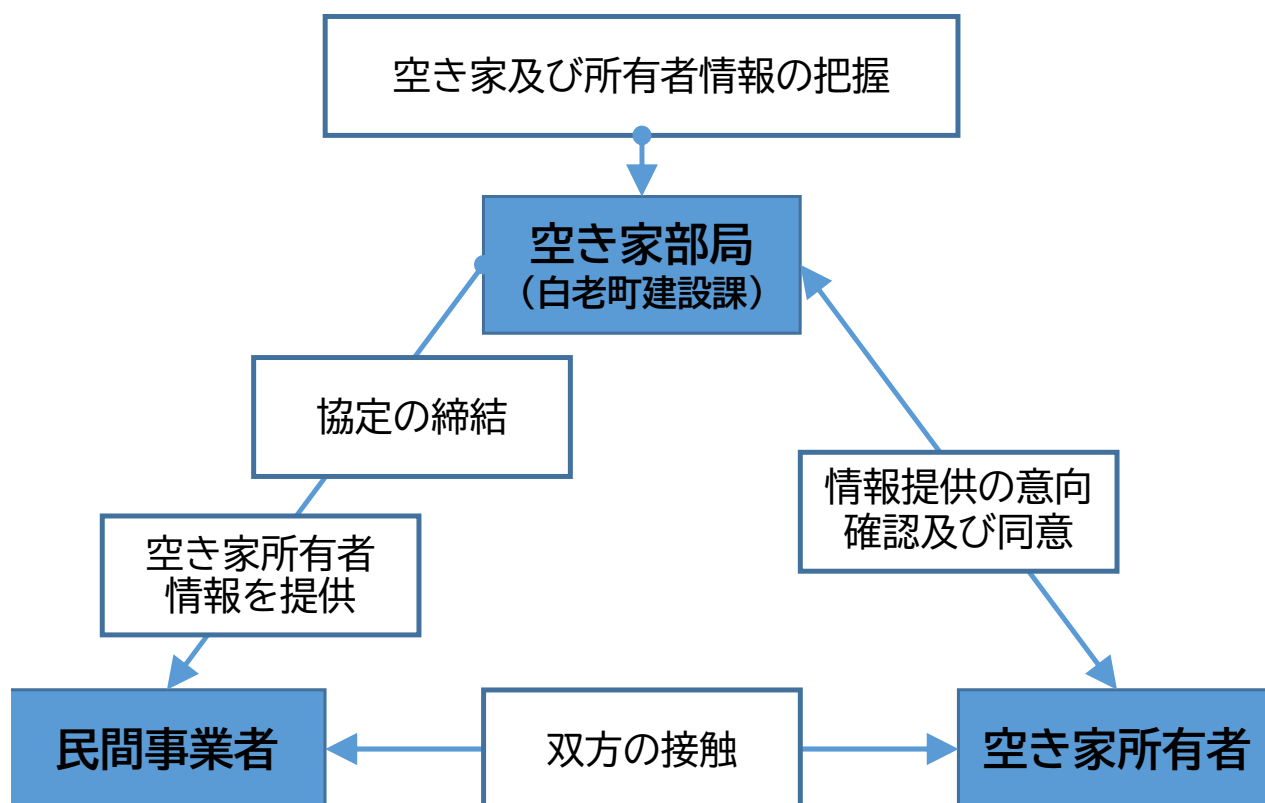 空き家及び所有者情報の把握
空き家部局
（白老町建設課）
協定の締結
情報提供の意向
確認及び同意
空き家所有者
情報を提供
民間事業者
双方の接触
空き家所有者